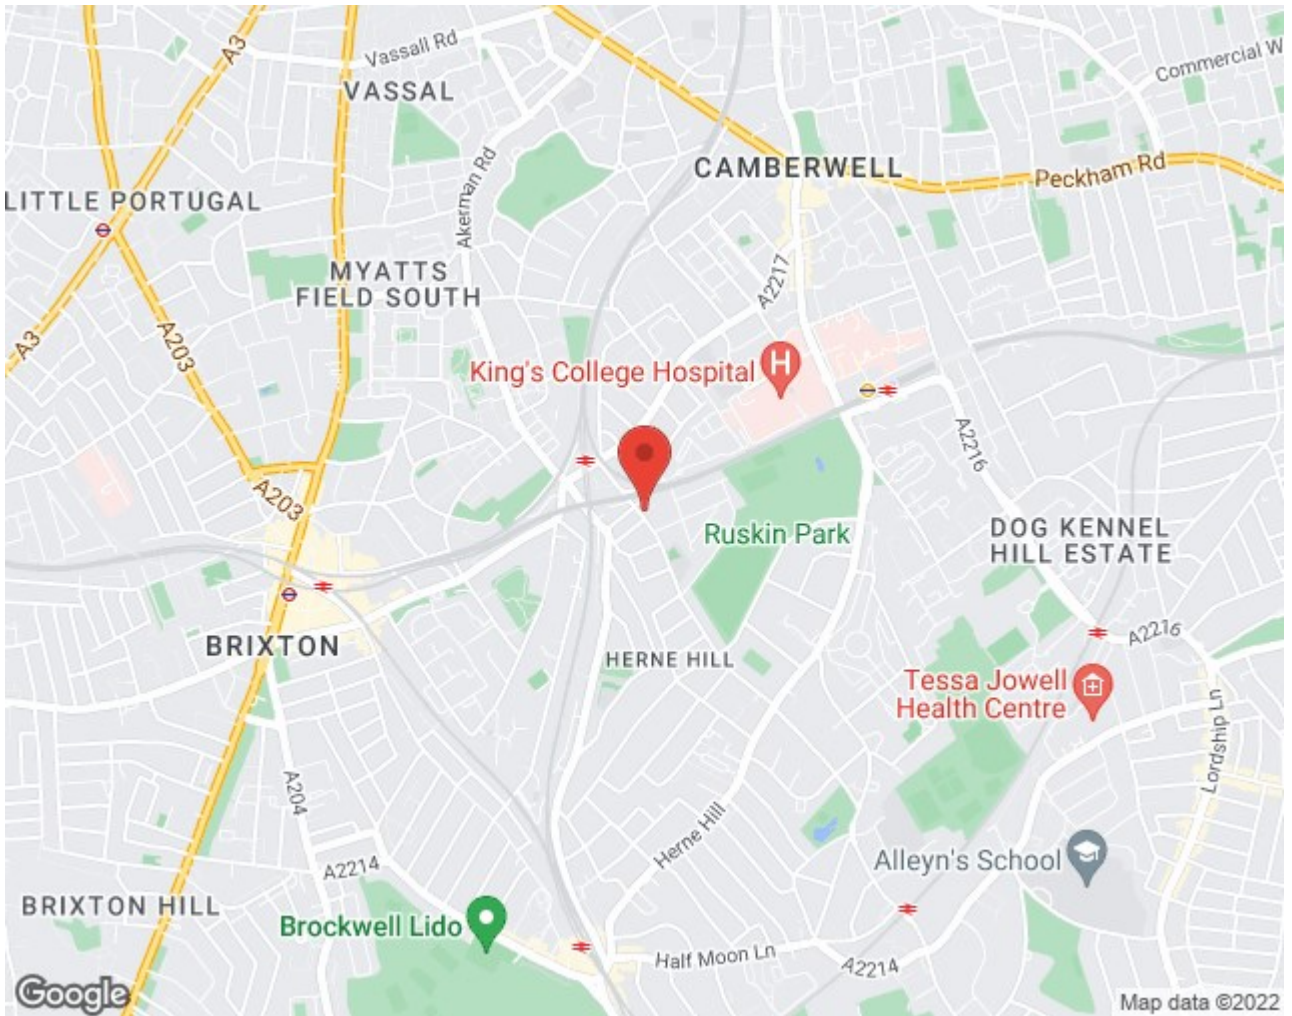 A3
Vassall Rd
VASSAL
Commercial W
CAMBERWELL
Peckham Rd
Akerman Rd
LITTLE PORTUGAL
MYATTS
FIELD SOUTH
A2217
A3
A203
King's College Hospital
H
A2216
A203
Ruskin Park
DOG KENNEL
HILL ESTATE
A2216
BRIXTON
HERNE HILL
Tessa Jowell
Health Centre
Lordship Ln
A204
Herne Hill
A2214
Alleyn's School
BRIXTON HILL
Brockwell Lido
Half Moon Ln
A2214
Google
Map data ©2022